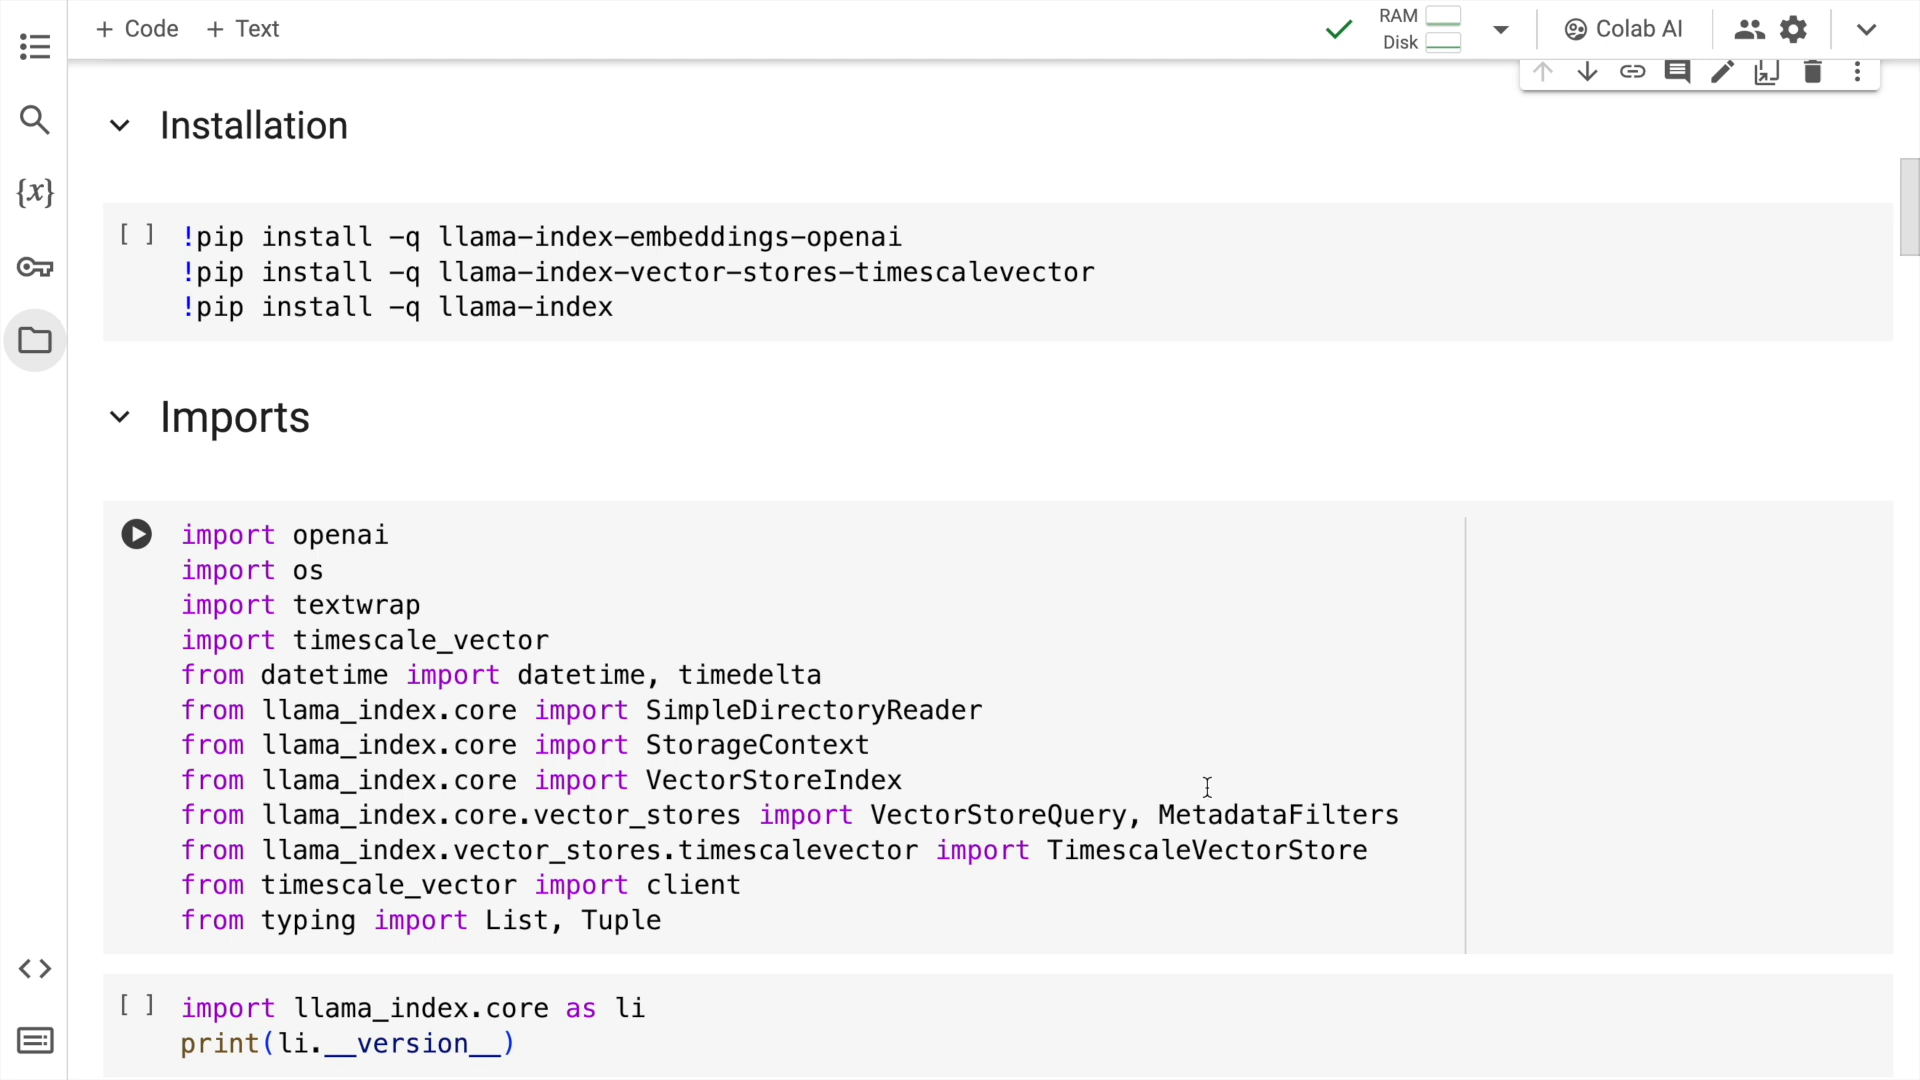 + Code + Text
RAM
Disk
Colab AI
Installation
{x}
[ ] !pip install -q llama-index-embeddings-openai
!pip install -q llama-index-vector-stores-timescalevector
!pip install -q llama-index
Imports
import openai
import os
import textwrap
import timescale_vector
from datetime import datetime, timedelta
from llama_index.core import SimpleDirectoryReader
from llama_index.core import StorageContext
from llama_index.core import VectorStoreIndex
from llama_index.core.vector_stores import VectorStoreQuery, MetadataFilters
from llama_index.vector_stores.timescalevector import TimescaleVectorStore
from timescale_vector import client
from typing import List, Tuple
[ ] import llama_index.core as li
print(li.__version__)